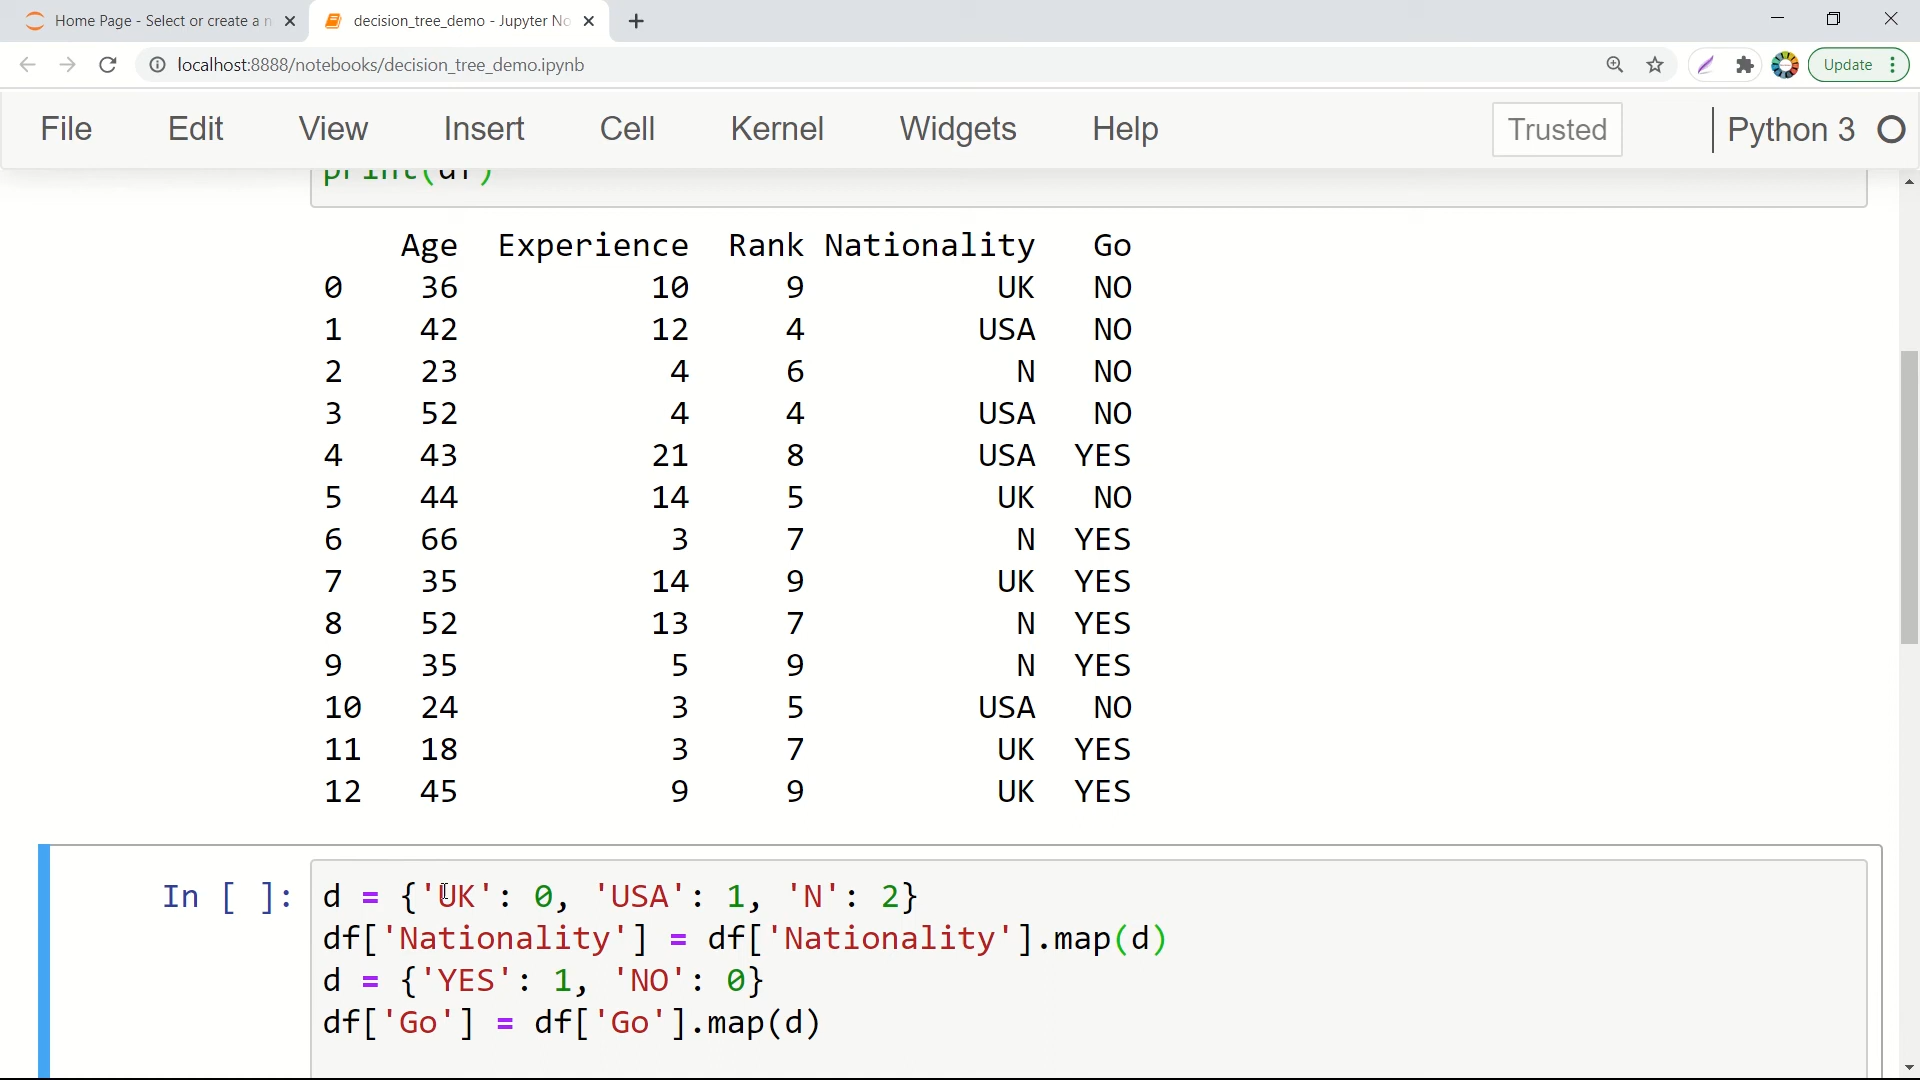 Home Page - Select or create a n
decision_tree_demo - Jupyter No
localhost:8888/notebooks/decision_tree_demo.ipynb
Update
File Edit View Insert Cell Kernel Widgets Help Trusted Python 3
print(df)
Age Experience Rank Nationality Go
0 36 10 9 UK NO
1 42 12 4 USA NO
2 23 4 6 N NO
3 52 4 4 USA NO
4 43 21 8 USA YES
5 44 14 5 UK NO
6 66 3 7 N YES
7 35 14 9 UK YES
8 52 13 7 N YES
9 35 5 9 N YES
10 24 3 5 USA NO
11 18 3 7 UK YES
12 45 9 9 UK YES
In [ ]: d = {'UK': 0, 'USA': 1, 'N': 2}
df['Nationality'] = df['Nationality'].map(d)
d = {'YES': 1, 'NO': 0}
df['Go'] = df['Go'].map(d)